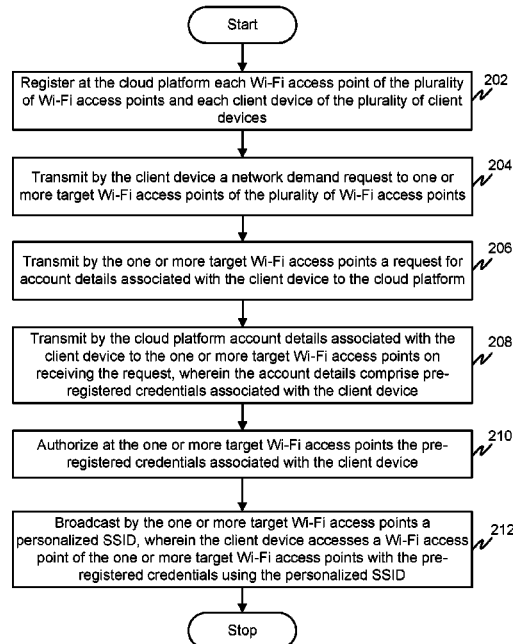 Start
Register at the cloud platform each Wi-Fi access point of the plurality
of Wi-Fi access points and each client device of the plurality of client
devices
202
Transmit by the client device a network demand request to one or
more target Wi-Fi access points of the plurality of Wi-Fi access points
204
Transmit by the one or more target Wi-Fi access points a request for
account details associated with the client device to the cloud platform
206
Transmit by the cloud platform account details associated with the
client device to the one or more target Wi-Fi access points on
receiving the request, wherein the account details comprise pre-
registered credentials associated with the client device
208
Authorize at the one or more target Wi-Fi access points the pre-
registered credentials associated with the client device
210
Broadcast by the one or more target Wi-Fi access points a
personalized SSID, wherein the client device accesses a Wi-Fi access
point of the one or more target Wi-Fi access points with the pre-
registered credentials using the personalized SSID
212
Stop